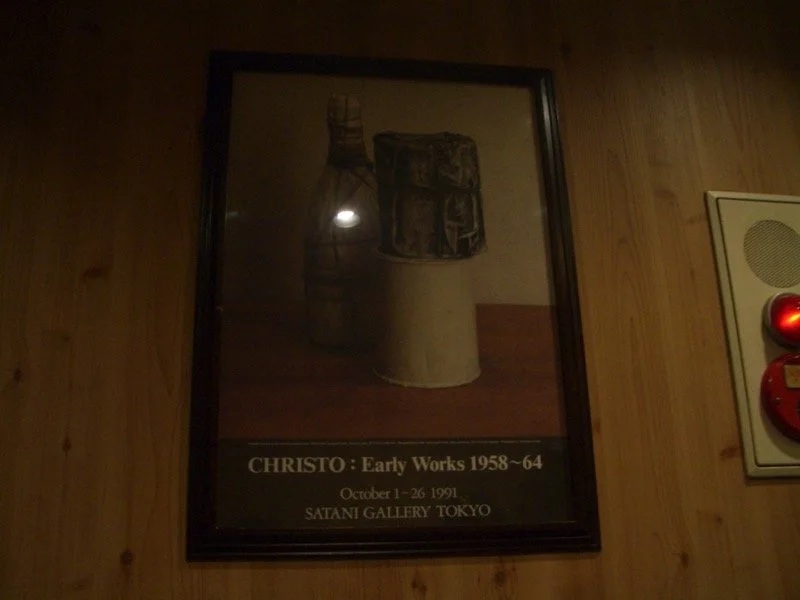 CHRISTO : Early Works 1958~64
October 1~26 1991
SATANI GALLERY TOKYO